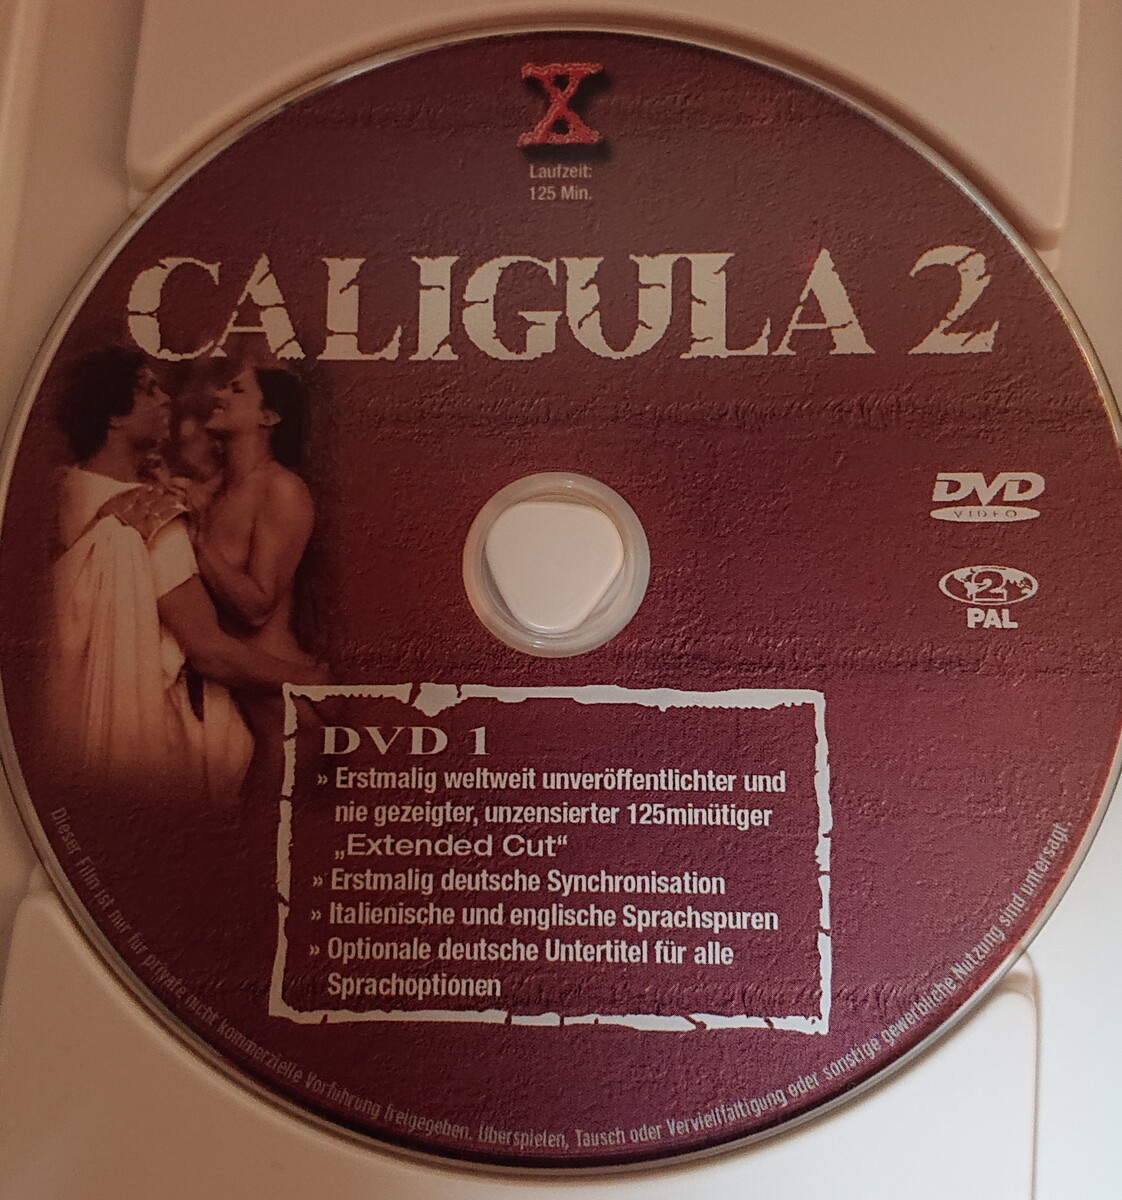 X
Laufzeit:
125 Min.
CALIGULA 2
DVD
VIDEO
2
PAL
DVD 1
» Erstmalig weltweit unveröffentlichter und
nie gezeigter, unzensierter 125minütiger
„Extended Cut“
» Erstmalig deutsche Synchronisation
» Italienische und englische Sprachspuren
» Optionale deutsche Untertitel für alle
Sprachoptionen
Dieser Film ist nur für private nicht kommerzielle Vorführung freigegeben. Überspielen, Tausch oder Vervielfältigung oder sonstige gewerbliche Nutzung sind untersagt.